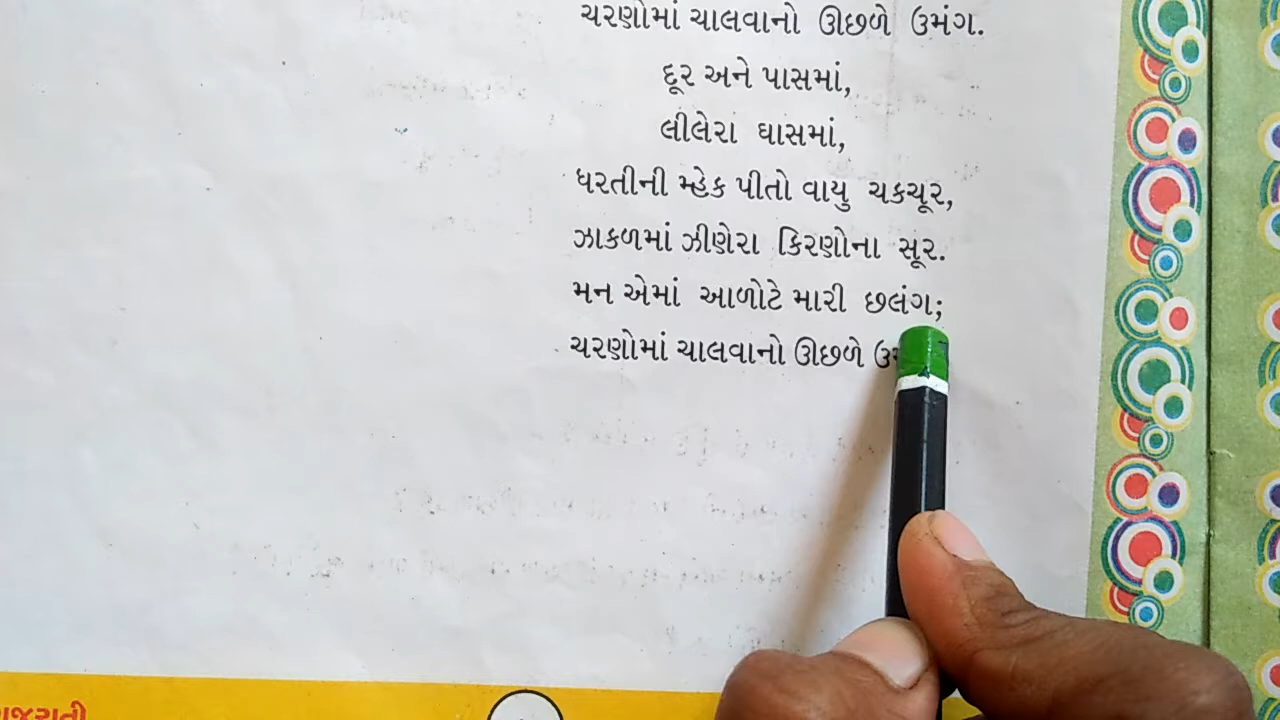 ચરણોમાં ચાલવાનો ઊછળે ઉમંગ.
દૂર અને પાસમાં,
લીલેરા ઘાસમાં,
ધરતીની મ્હેક પીતો વાયુ ચકચૂર,
ઝાકળમાં ઝીણેરા કિરણોના સૂર.
મન એમાં આળોટે મારી છલંગ;
ચરણોમાં ચાલવાનો ઊછળે